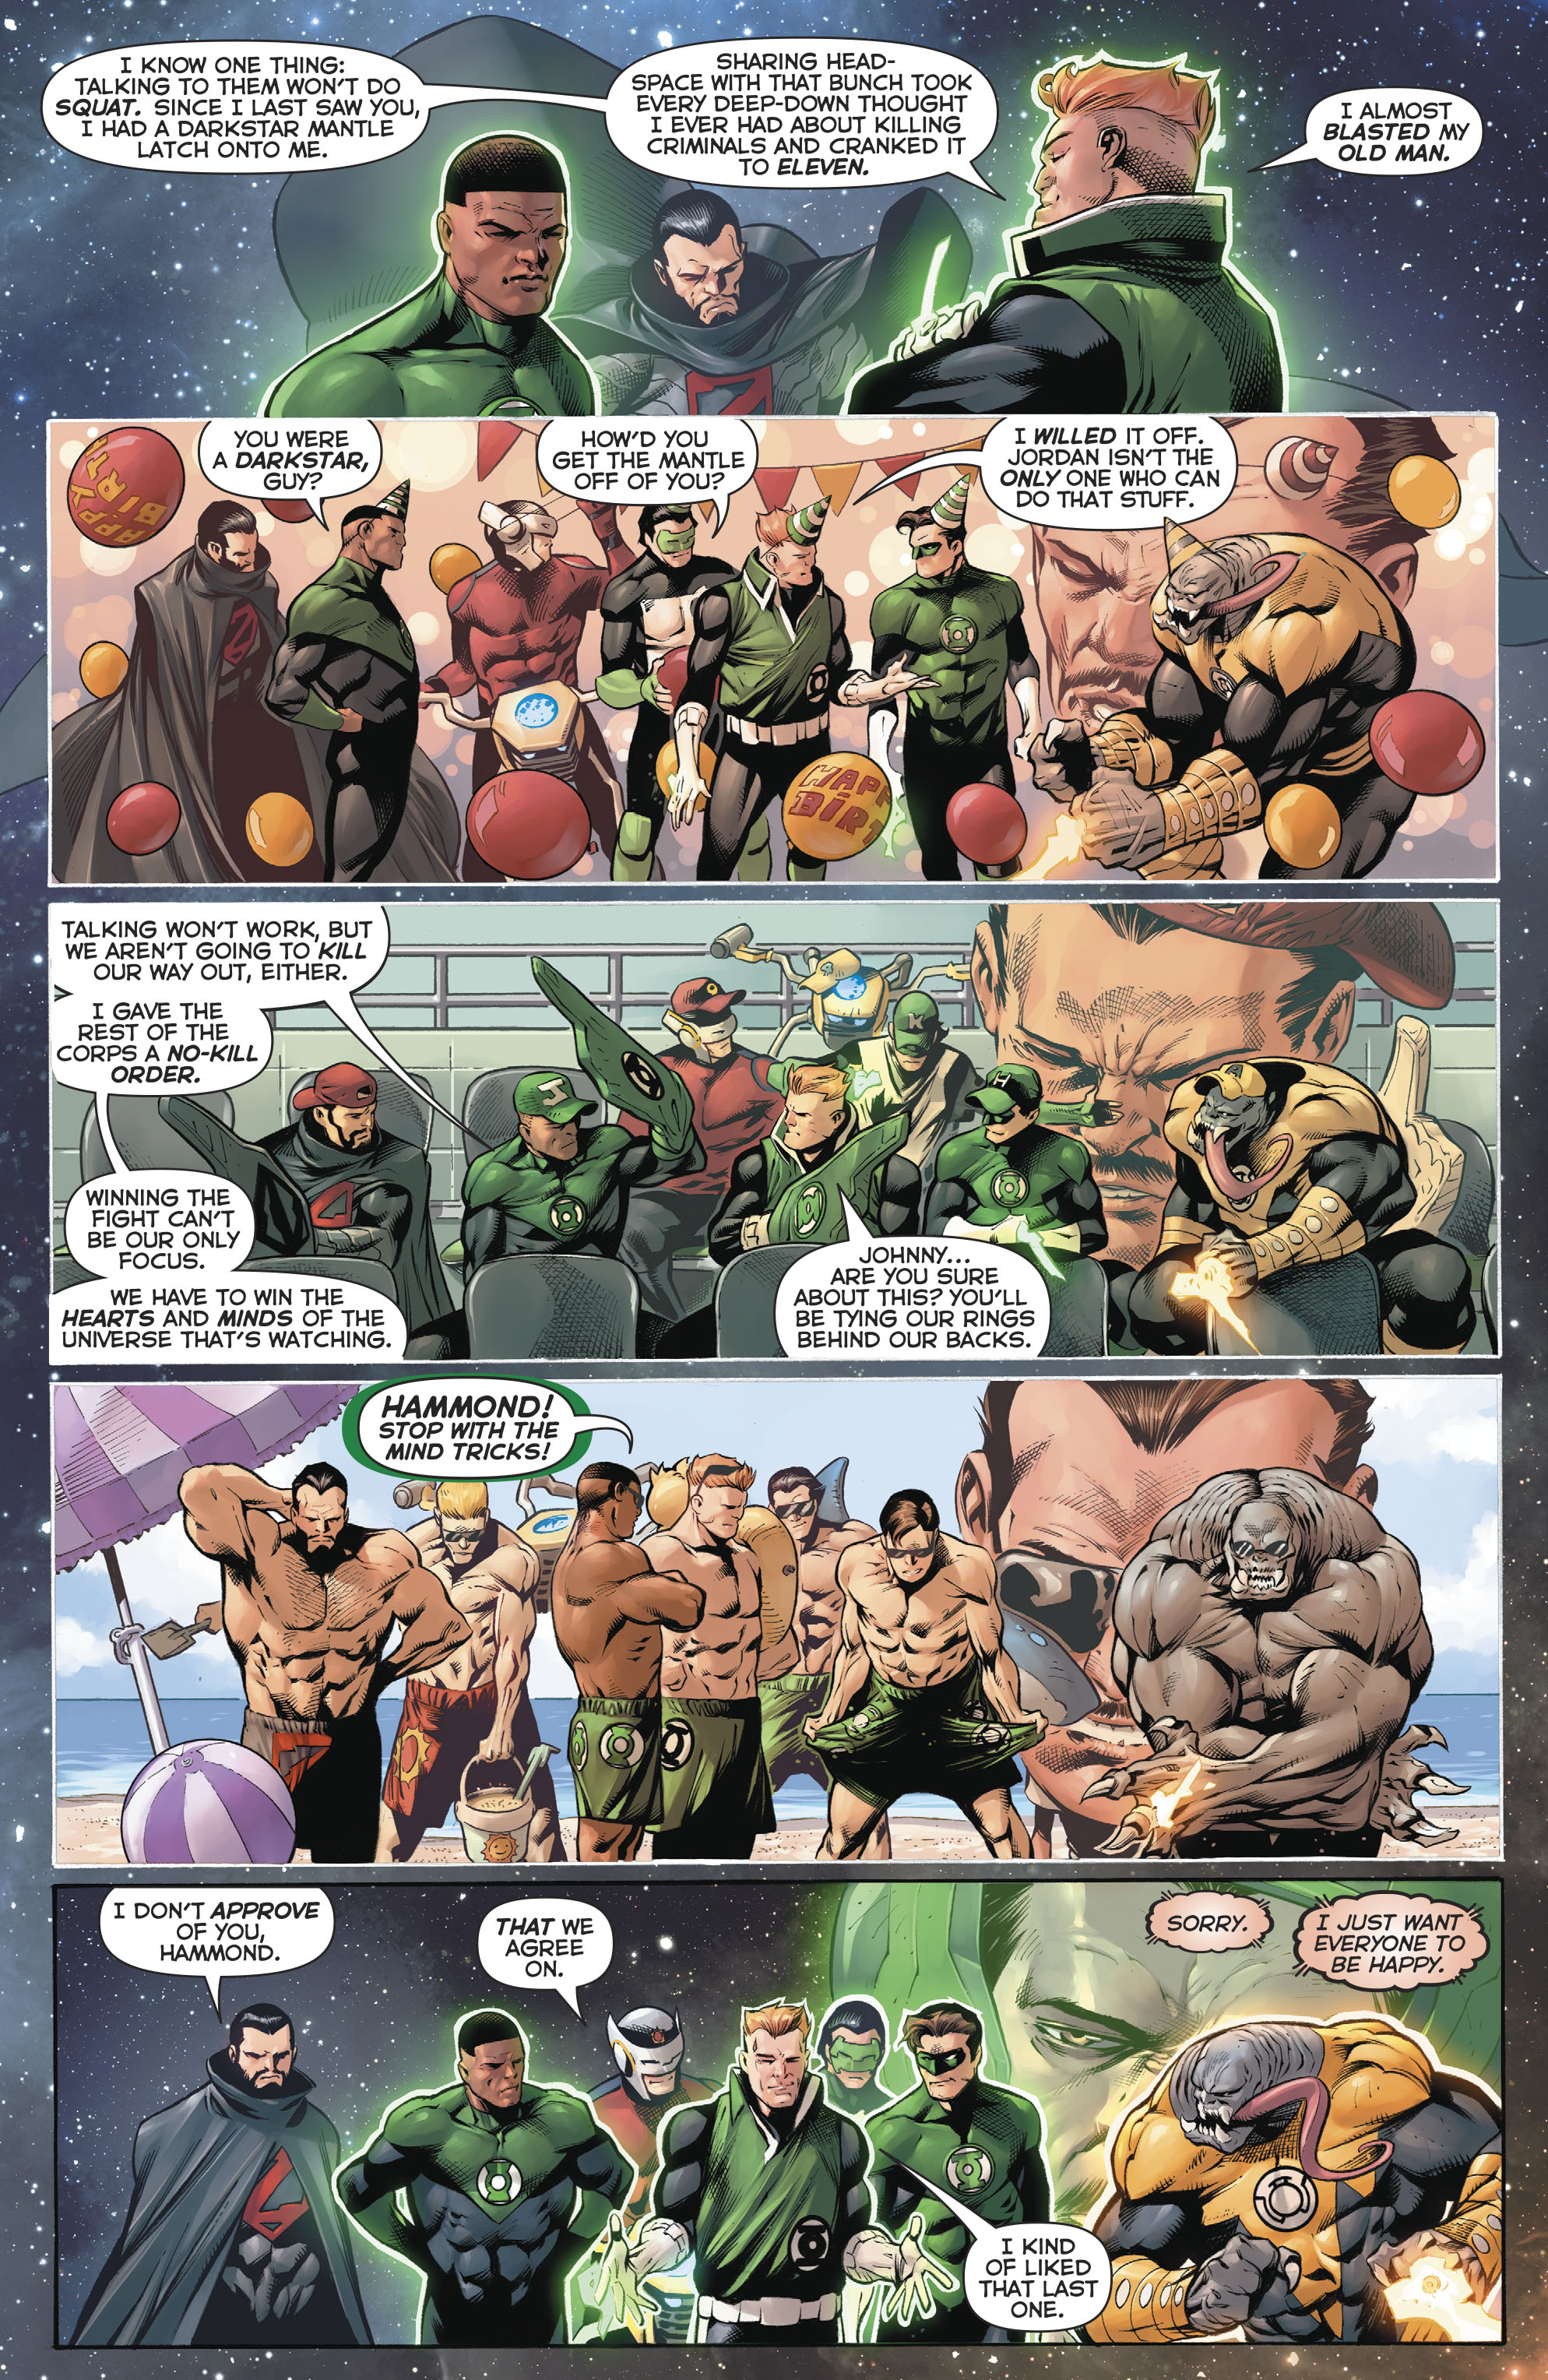 I KNOW ONE THING:
TALKING TO THEM WON'T DO
SQUAT. SINCE I LAST SAW YOU,
I HAD A DARKSTAR MANTLE
LATCH ONTO ME.
SHARING HEAD-
SPACE WITH THAT BUNCH TOOK
EVERY DEEP-DOWN THOUGHT
I EVER HAD ABOUT KILLING
CRIMINALS AND CRANKED IT
TO ELEVEN.
I ALMOST
BLASTED MY
OLD MAN.
YOU WERE
A DARKSTAR,
GUY?
HOW'D YOU
GET THE MANTLE
OFF OF YOU?
I WILLED IT OFF.
JORDAN ISN'T THE
ONLY ONE WHO CAN
DO THAT STUFF.
APPY
BIRT
HAPP
BIRT
TALKING WON'T WORK, BUT
WE AREN'T GOING TO KILL
OUR WAY OUT, EITHER.
I GAVE THE
REST OF THE
CORPS A NO-KILL
ORDER.
WINNING THE
FIGHT CAN'T
BE OUR ONLY
FOCUS.
WE HAVE TO WIN THE
HEARTS AND MINDS OF THE
UNIVERSE THAT'S WATCHING.
J
K
H
A
JOHNNY...
ARE YOU SURE
ABOUT THIS? YOU'LL
BE TYING OUR RINGS
BEHIND OUR BACKS.
HAMMOND!
STOP WITH THE
MIND TRICKS!
I DON'T APPROVE
OF YOU,
HAMMOND.
THAT WE
AGREE
ON.
SORRY.
I JUST WANT
EVERYONE TO
BE HAPPY.
I KIND
OF LIKED
THAT LAST
ONE.